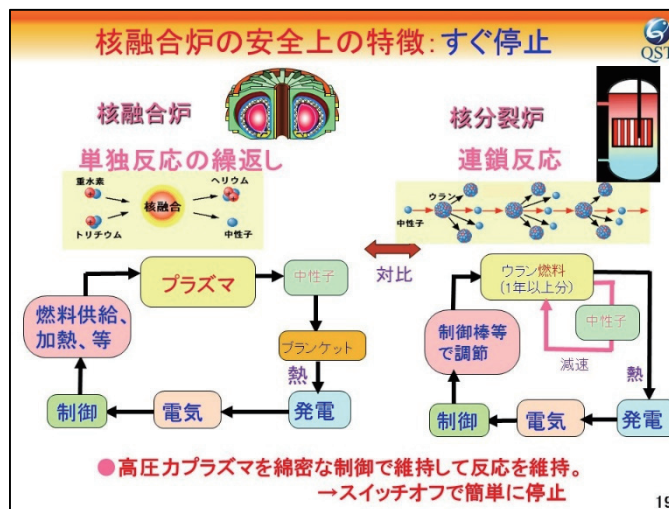 核融合炉の安全上の特徴：すぐ停止
QST
核融合炉
単独反応の繰返し
重水素
トリチウム
核融合
ヘリウム
中性子
プラズマ
中性子
燃料供給、
加熱、等
ブランケット
熱
制御
電気
発電
対比
核分裂炉
連鎖反応
ウラン
中性子
ウラン燃料
(1年以上分)
中性子
減速
制御棒等
で調節
熱
制御
電気
発電
●高圧力プラズマを綿密な制御で維持して反応を維持。
→スイッチオフで簡単に停止
19